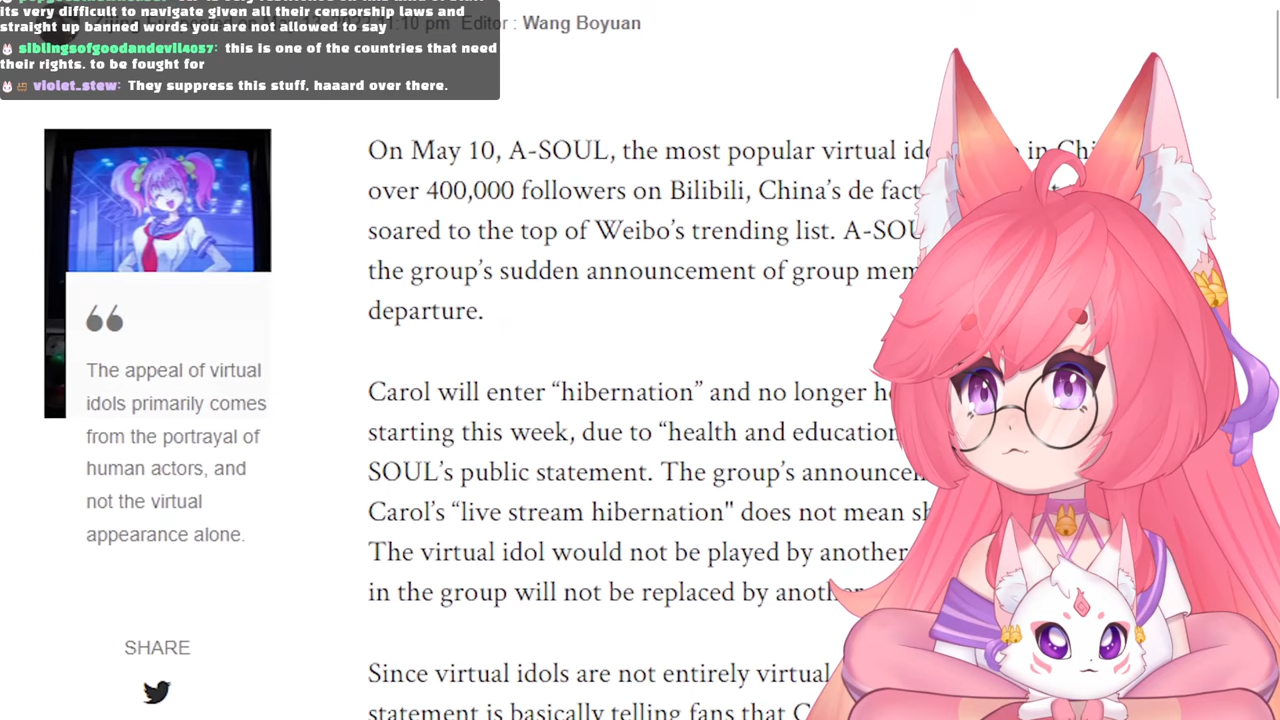 its very difficult to navigate given all their censorship laws and
straight up banned words you are not allowed to say
siblingsofgoodandevil4057: this is one of the countries that need
their rights. to be fought for
violet_stew: They suppress this stuff, haaard over there.
pm Editor : Wang Boyuan
On May 10, A-SOUL, the most popular virtual in
over 400,000 followers on Bilibili, China's de
soared to the top of Weibo's trending list.
the group's sudden announcement of group
departure.
Carol will enter “hibernation” and no longer
starting this week, due to “health and
SOUL's public statement. The group's
Carol's “live stream hibernation" does not mean
The virtual idol would not be played by another
in the group will not be replaced by
Since virtual idols are not entirely virtual
statement is basically telling fans that
“
The appeal of virtual
idols primarily comes
from the portrayal of
human actors, and
not the virtual
appearance alone.
SHARE